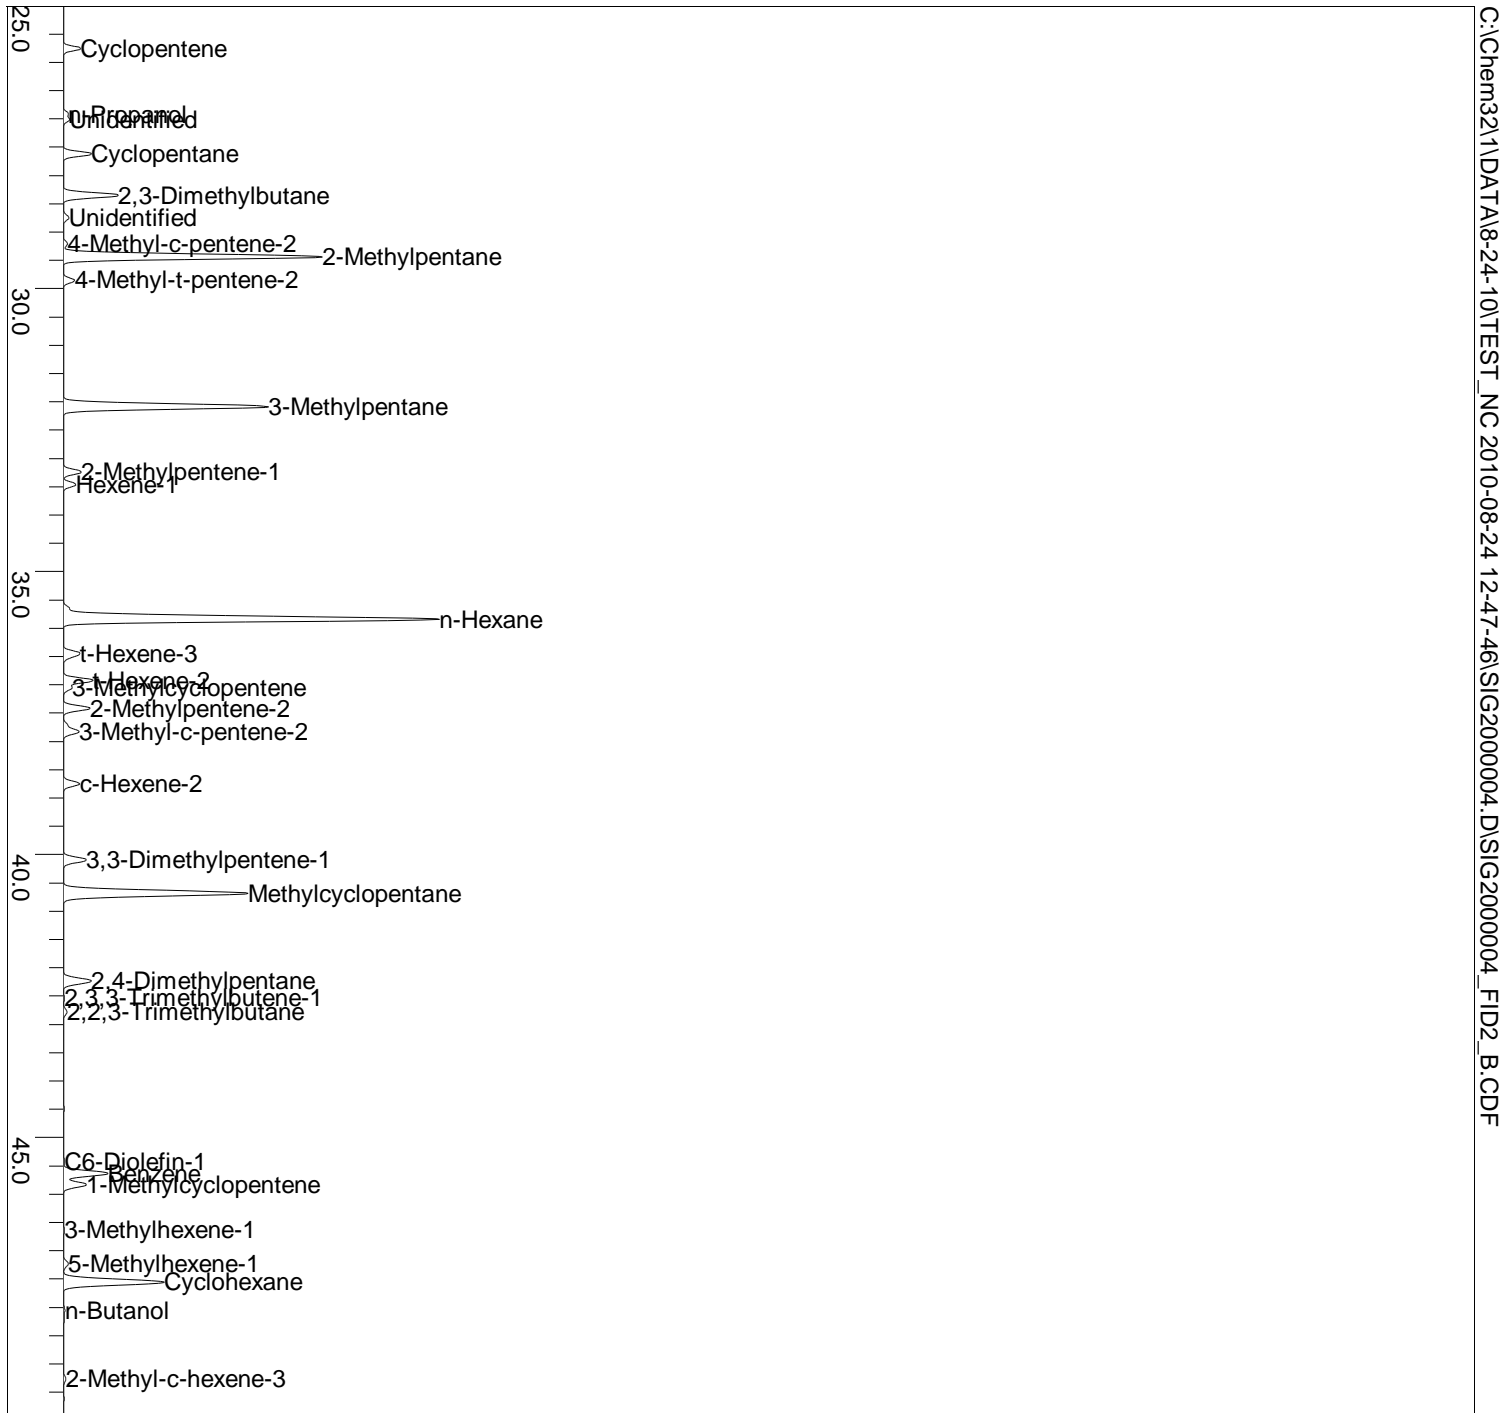 C:\Chem32\1\DATA\8-24-10\TEST_NC 2010-08-24 12-47-46\SIG2000004.D\SIG2000004_FID2_B.CDF
25.0
Cyclopentene
n-Propanol
Unidentified
Cyclopentane
2,3-Dimethylbutane
Unidentified
4-Methyl-c-pentene-2
2-Methylpentane
4-Methyl-t-pentene-2
30.0
3-Methylpentane
2-Methylpentene-1
Hexene-1
35.0
n-Hexane
t-Hexene-3
t-Hexene-2
3-Methylcyclopentene
2-Methylpentene-2
3-Methyl-c-pentene-2
c-Hexene-2
40.0
3,3-Dimethylpentene-1
Methylcyclopentane
2,4-Dimethylpentane
2,3,3-Trimethylbutene-1
2,2,3-Trimethylbutane
45.0
C6-Diolefin-1
Benzene
1-Methylcyclopentene
3-Methylhexene-1
5-Methylhexene-1
Cyclohexane
n-Butanol
2-Methyl-c-hexene-3